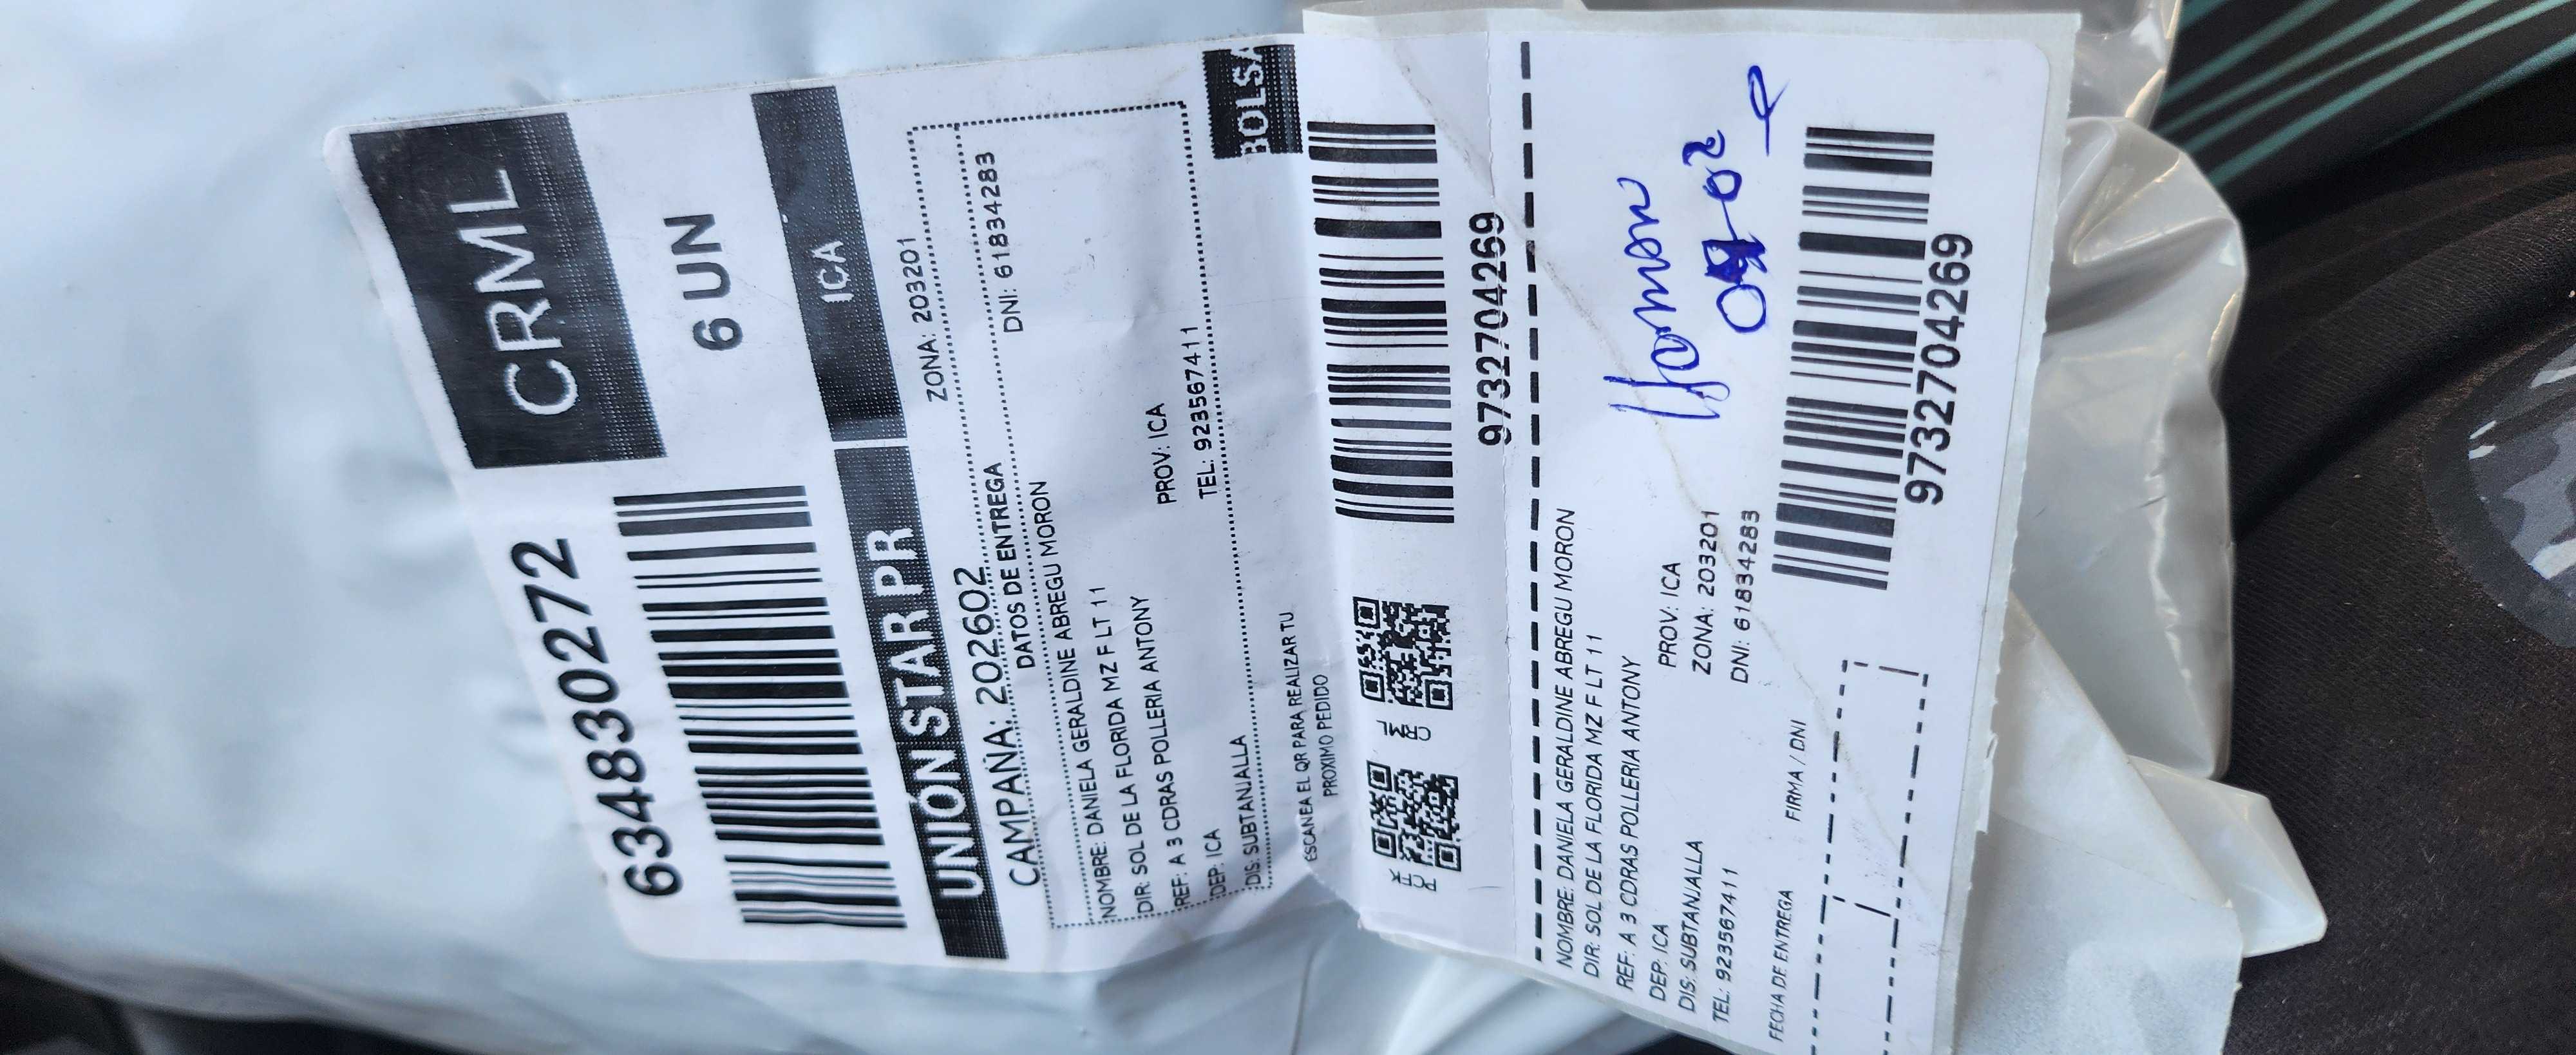 6348300272
CRML
6 UN
UNIÓN STAR PR
ICA
CAMPAÑA: 202602
ZONA: 203201
DATOS DE ENTREGA
DNI: 61834283
NOMBRE: DANIELA GERALDINE ABREGU MORON
DIR: SOL DE LA FLORIDA MZ F LT 11
REF: A 3 CDRAS POLLERIA ANTONY
DEP: ICA
PROV: ICA
DIS: SUBTANJALLA
TEL: 923567411
BOLSA
ESCANEA EL QR PARA REALIZAR TU
PROXIMO PEDIDO
CRML
9732704269
NOMBRE: DANIELA GERALDINE ABREGU MORON
DIR: SOL DE LA FLORIDA MZ F LT 11
REF: A 3 CDRAS POLLERIA ANTONY
DEP: ICA
PROV: ICA
DIS: SUBTANJALLA
ZONA: 203201
TEL: 923567411
DNI: 61834283
FECHA DE ENTREGA
FIRMA / DNI
9732704269